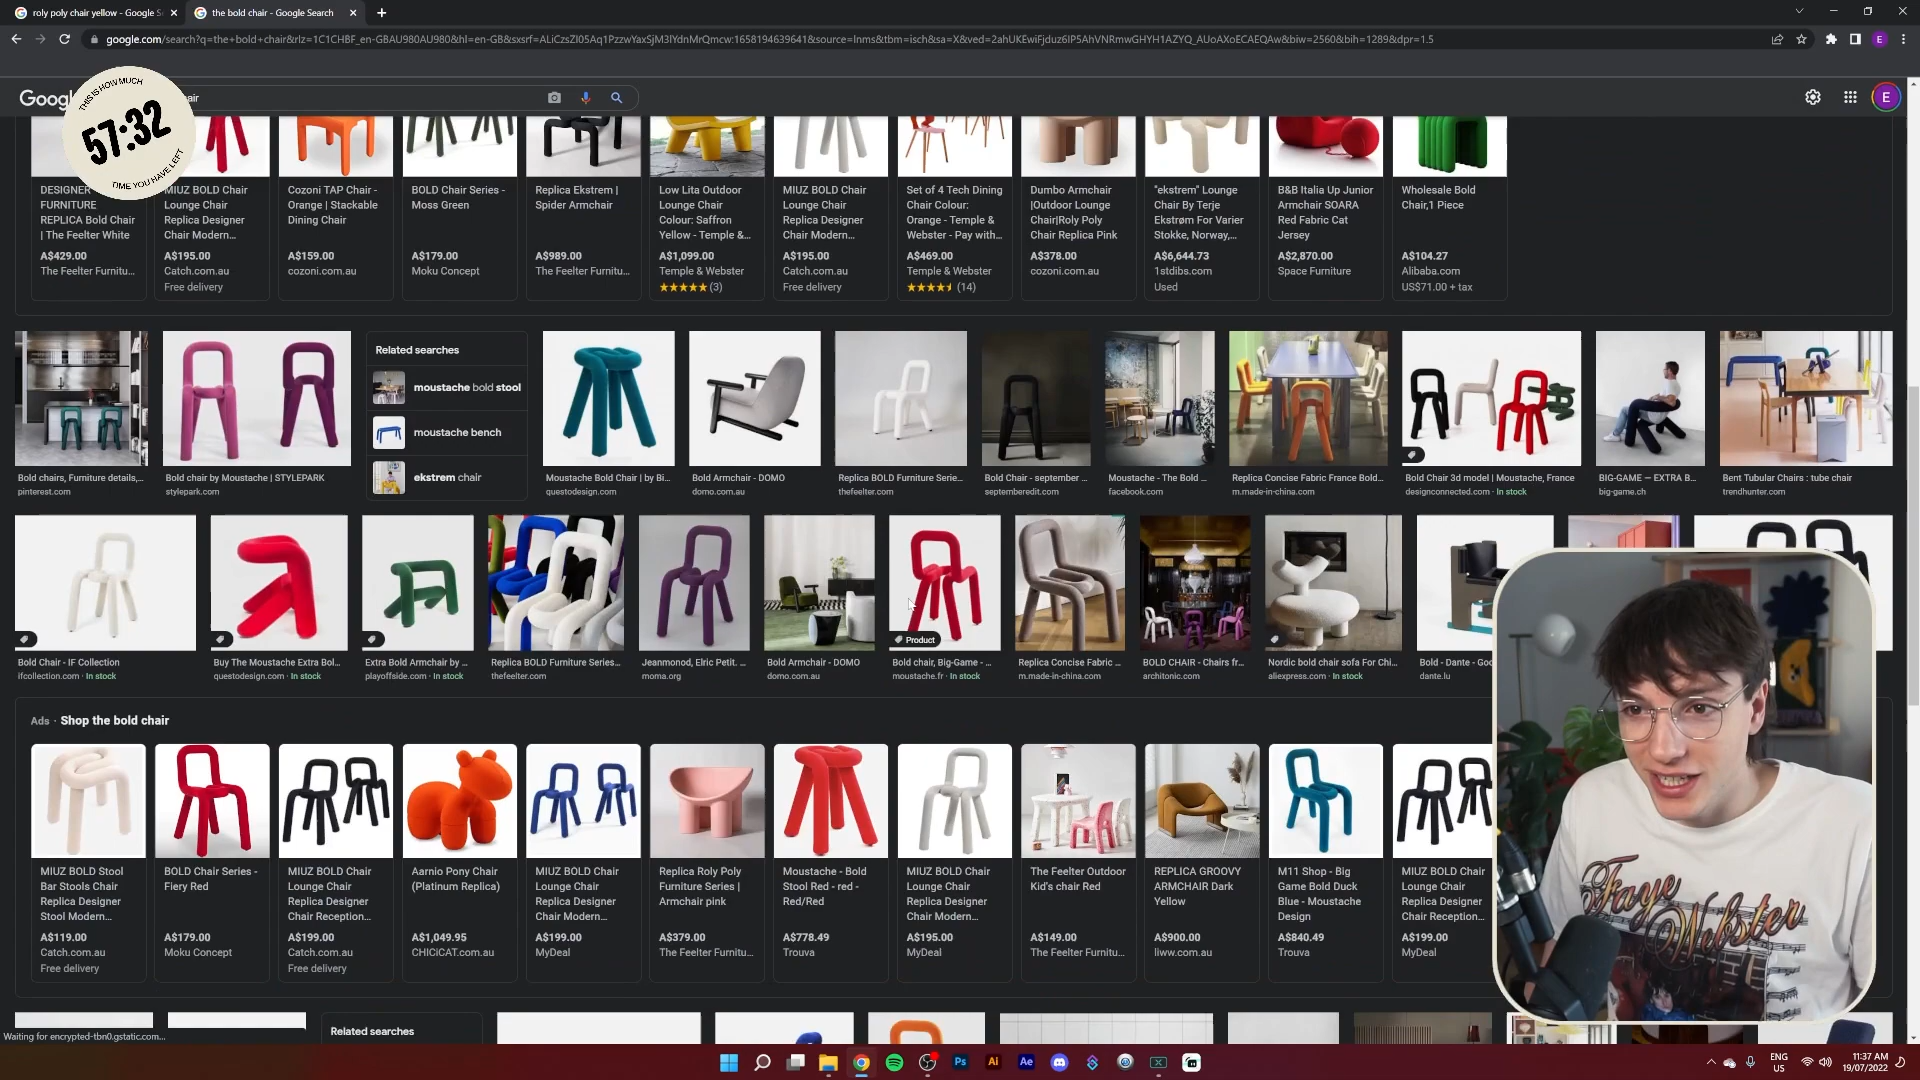 roly poly chair yellow - Google S
the bold chair - Google Search
google.com/search?q=the+bold+chair&rlz=1C1CHBF_en-GBAU980AU980&hl=en-GB&sxsrf=ALiCzsZI05Aq1PzzwYaxSjM3IYdnMrQmcw:1658194639641&source=lnms&tbm=isch&sa=X&ved=2ahUKEwiFjduz6IP5AhVNRmwGHYH1AZYQ_AUoAXoECAEQAw&biw=2560&bih=1289&dpr=1.5
E
THIS IS HOW MUCH
57:32
TIME YOU HAVE LEFT
air
E
DESIGNER
FURNITURE
REPLICA Bold Chair
| The Feelter White
A$429.00
The Feelter Furnitu...
MIUZ BOLD Chair
Lounge Chair
Replica Designer
Chair Modern...
A$195.00
Catch.com.au
Free delivery
Cozoni TAP Chair -
Orange | Stackable
Dining Chair
A$159.00
cozoni.com.au
BOLD Chair Series -
Moss Green
A$179.00
Moku Concept
Replica Ekstrem |
Spider Armchair
A$989.00
The Feelter Furnitu...
Low Lita Outdoor
Lounge Chair
Colour: Saffron
Yellow - Temple &...
A$1,099.00
Temple & Webster
(3)
MIUZ BOLD Chair
Lounge Chair
Replica Designer
Chair Modern...
A$195.00
Catch.com.au
Free delivery
Set of 4 Tech Dining
Chair Colour:
Orange - Temple &
Webster - Pay with...
A$469.00
Temple & Webster
(14)
Dumbo Armchair
|Outdoor Lounge
Chair|Roly Poly
Chair Replica Pink
A$378.00
cozoni.com.au
"ekstrem" Lounge
Chair By Terje
Ekstrøm For Varier
Stokke, Norway,...
A$6,644.73
1stdibs.com
Used
B&B Italia Up Junior
Armchair SOARA
Red Fabric Cat
Jersey
A$2,870.00
Space Furniture
Wholesale Bold
Chair,1 Piece
A$104.27
Alibaba.com
US$71.00 + tax
Bold chairs, Furniture details,...
pinterest.com
Bold chair by Moustache | STYLEPARK
stylepark.com
Related searches
moustache bold stool
moustache bench
ekstrem chair
Moustache Bold Chair | by Bi...
questodesign.com
Bold Armchair - DOMO
domo.com.au
Replica BOLD Furniture Serie...
thefeelter.com
Bold Chair - september ...
septemberedit.com
Moustache - The Bold ...
facebook.com
Replica Concise Fabric France Bold...
m.made-in-china.com
Bold Chair 3d model | Moustache, France
designconnected.com · In stock
BIG-GAME — EXTRA B...
big-game.ch
Bent Tubular Chairs : tube chair
trendhunter.com
Bold Chair - IF Collection
ifcollection.com · In stock
Buy The Moustache Extra Bol...
questodesign.com · In stock
Extra Bold Armchair by ...
playoffside.com · In stock
Replica BOLD Furniture Series...
thefeelter.com
Jeanmonod, Elric Petit. ...
moma.org
Bold Armchair - DOMO
domo.com.au
Product
Bold chair, Big-Game - ...
moustache.fr · In stock
Replica Concise Fabric ...
m.made-in-china.com
BOLD CHAIR - Chairs fr...
architonic.com
Nordic bold chair sofa For Chi...
aliexpress.com · In stock
Bold - Dante - Goo
dante.lu
Ads · Shop the bold chair
MIUZ BOLD Stool
Bar Stools Chair
Replica Designer
Stool Modern...
A$119.00
Catch.com.au
Free delivery
BOLD Chair Series -
Fiery Red
A$179.00
Moku Concept
MIUZ BOLD Chair
Lounge Chair
Replica Designer
Chair Reception...
A$199.00
Catch.com.au
Free delivery
Aarnio Pony Chair
(Platinum Replica)
A$1,049.95
CHICiCAT.com.au
MIUZ BOLD Chair
Lounge Chair
Replica Designer
Chair Modern...
A$199.00
MyDeal
Replica Roly Poly
Furniture Series |
Armchair pink
A$379.00
The Feelter Furnitu...
Moustache - Bold
Stool Red - red -
Red/Red
A$778.49
Trouva
MIUZ BOLD Chair
Lounge Chair
Replica Designer
Chair Modern...
A$195.00
MyDeal
The Feelter Outdoor
Kid's chair Red
A$149.00
The Feelter Furnitu...
REPLICA GROOVY
ARMCHAIR Dark
Yellow
A$900.00
liww.com.au
M11 Shop - Big
Game Bold Duck
Blue - Moustache
Design
A$840.49
Trouva
MIUZ BOLD Chair
Lounge Chair
Replica Designer
Chair Reception...
A$199.00
MyDeal
Faye
Webster
Related searches
Waiting for encrypted-tbn0.gstatic.com...
Ps
Ai
Ae
ENG
US
11:37 AM
19/07/2022